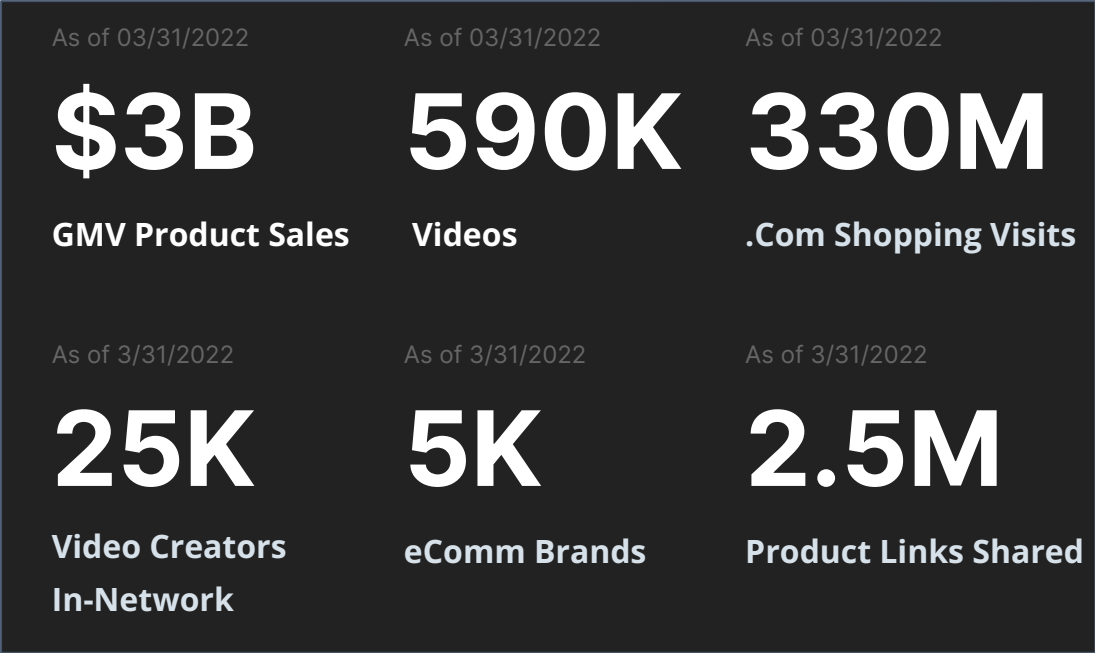 As of 03/31/2022
$3B
GMV Product Sales
As of 03/31/2022
590K
Videos
As of 03/31/2022
330M
.Com Shopping Visits
As of 3/31/2022
25K
Video Creators
In-Network
As of 3/31/2022
5K
eComm Brands
As of 3/31/2022
2.5M
Product Links Shared